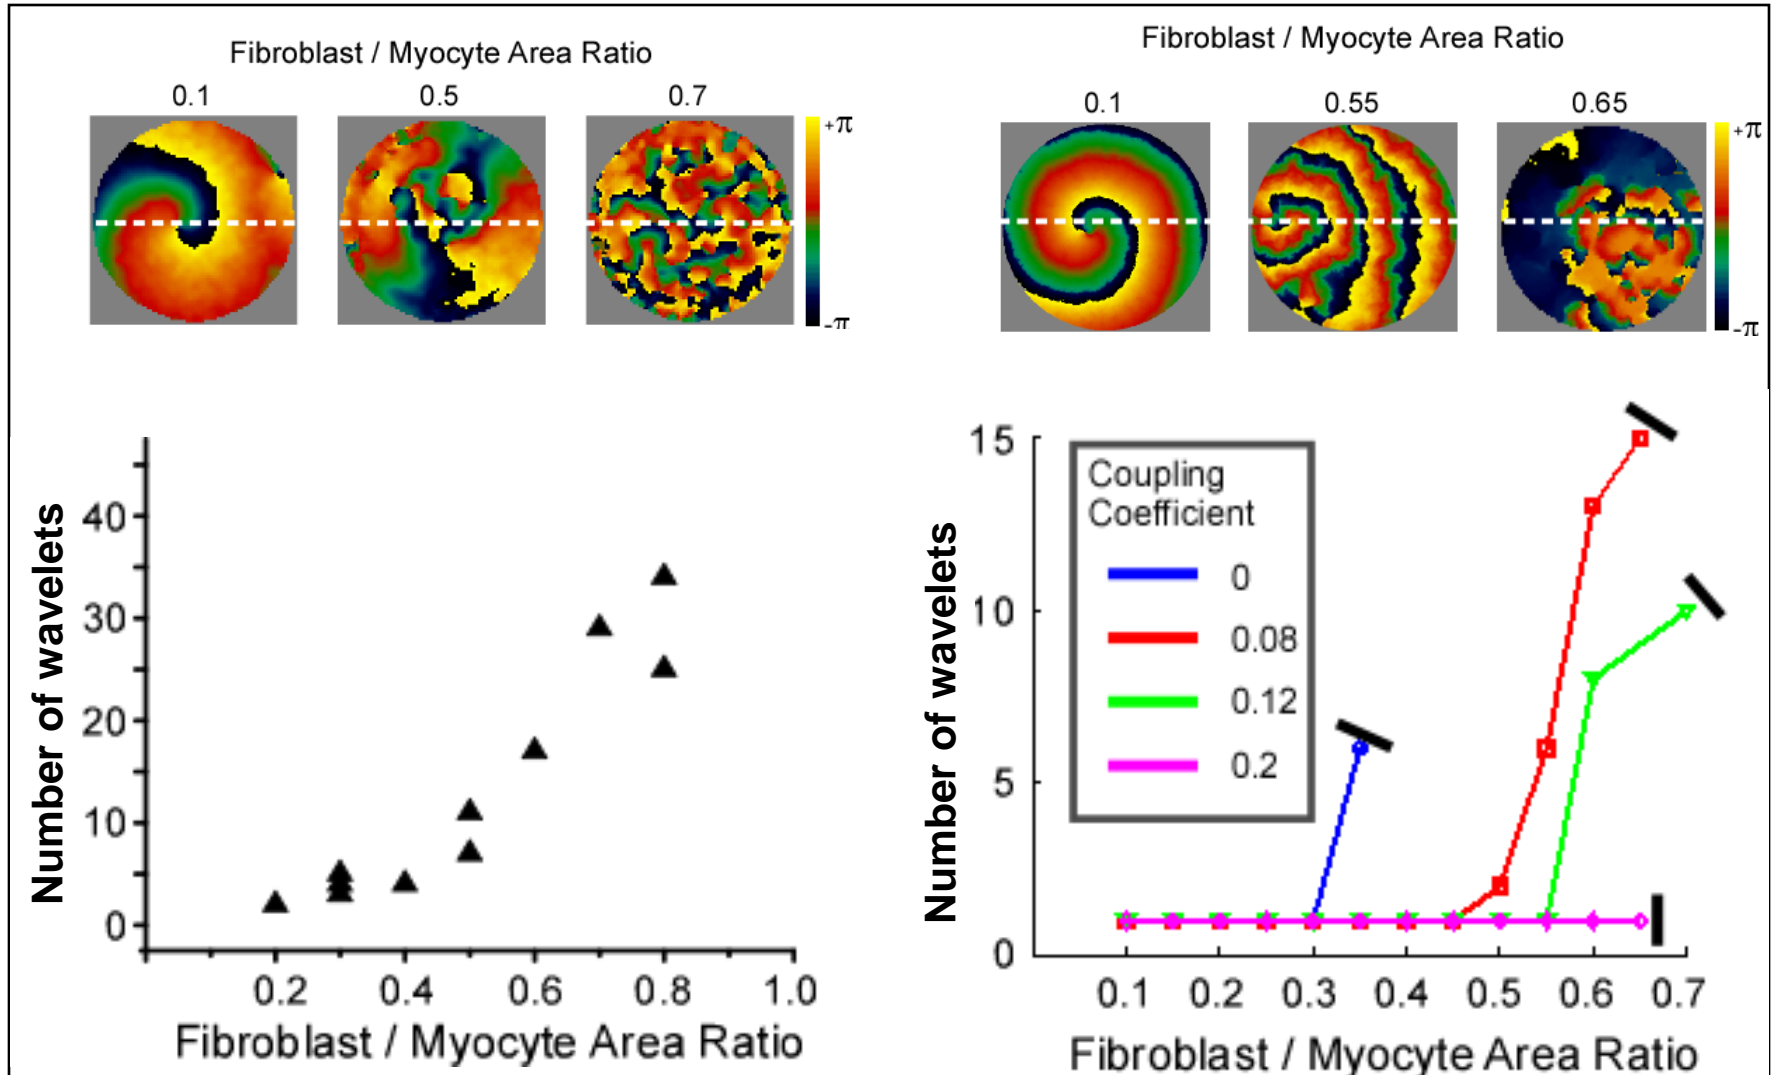 Fibroblast / Myocyte Area Ratio
0.1 0.5 0.7
+π
-π
Number of wavelets
40
30
20
10
0
0.2 0.4 0.6 0.8 1.0
Fibroblast / Myocyte Area Ratio
Fibroblast / Myocyte Area Ratio
0.1 0.55 0.65
+π
-π
Number of wavelets
15
10
5
0
Coupling
Coefficient
0
0.08
0.12
0.2
0.1 0.2 0.3 0.4 0.5 0.6 0.7
Fibroblast / Myocyte Area Ratio